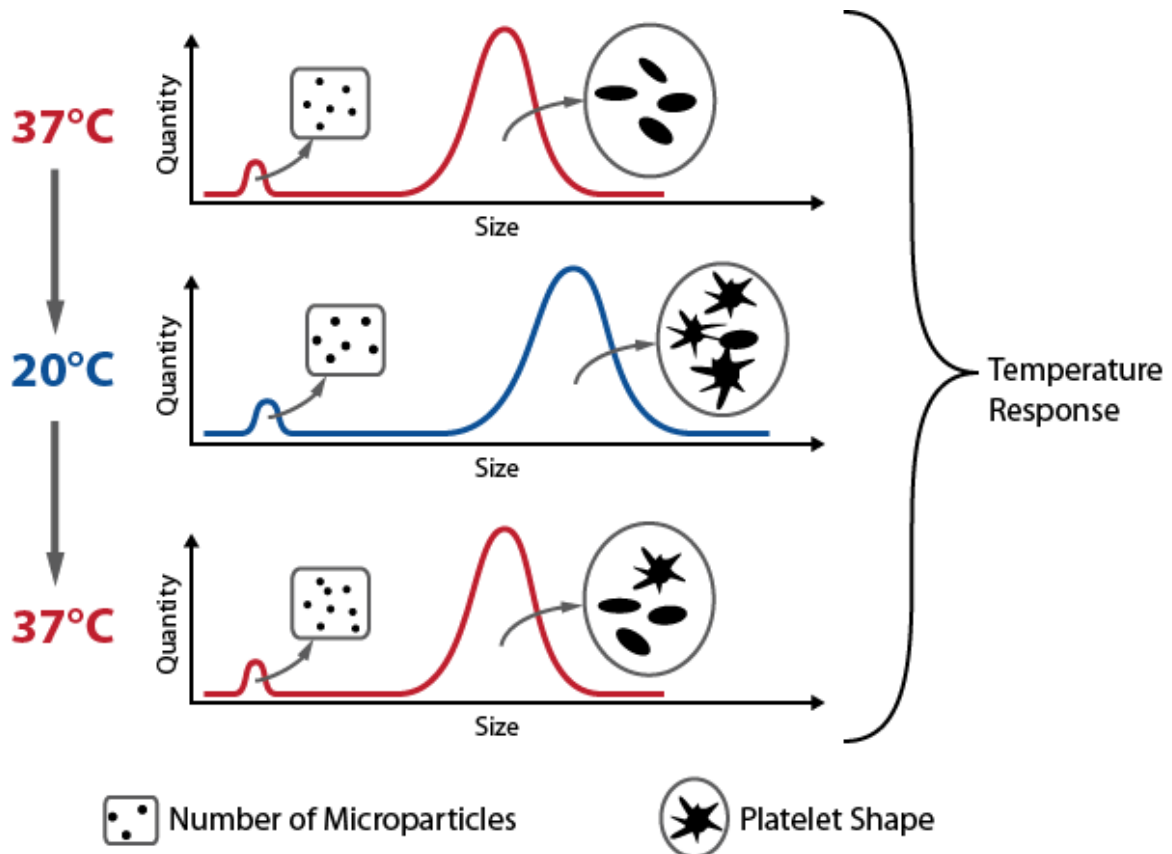 37°C
Quantity
Size
20°C
Quantity
Size
Temperature
Response
37°C
Quantity
Size
Number of Microparticles
Platelet Shape